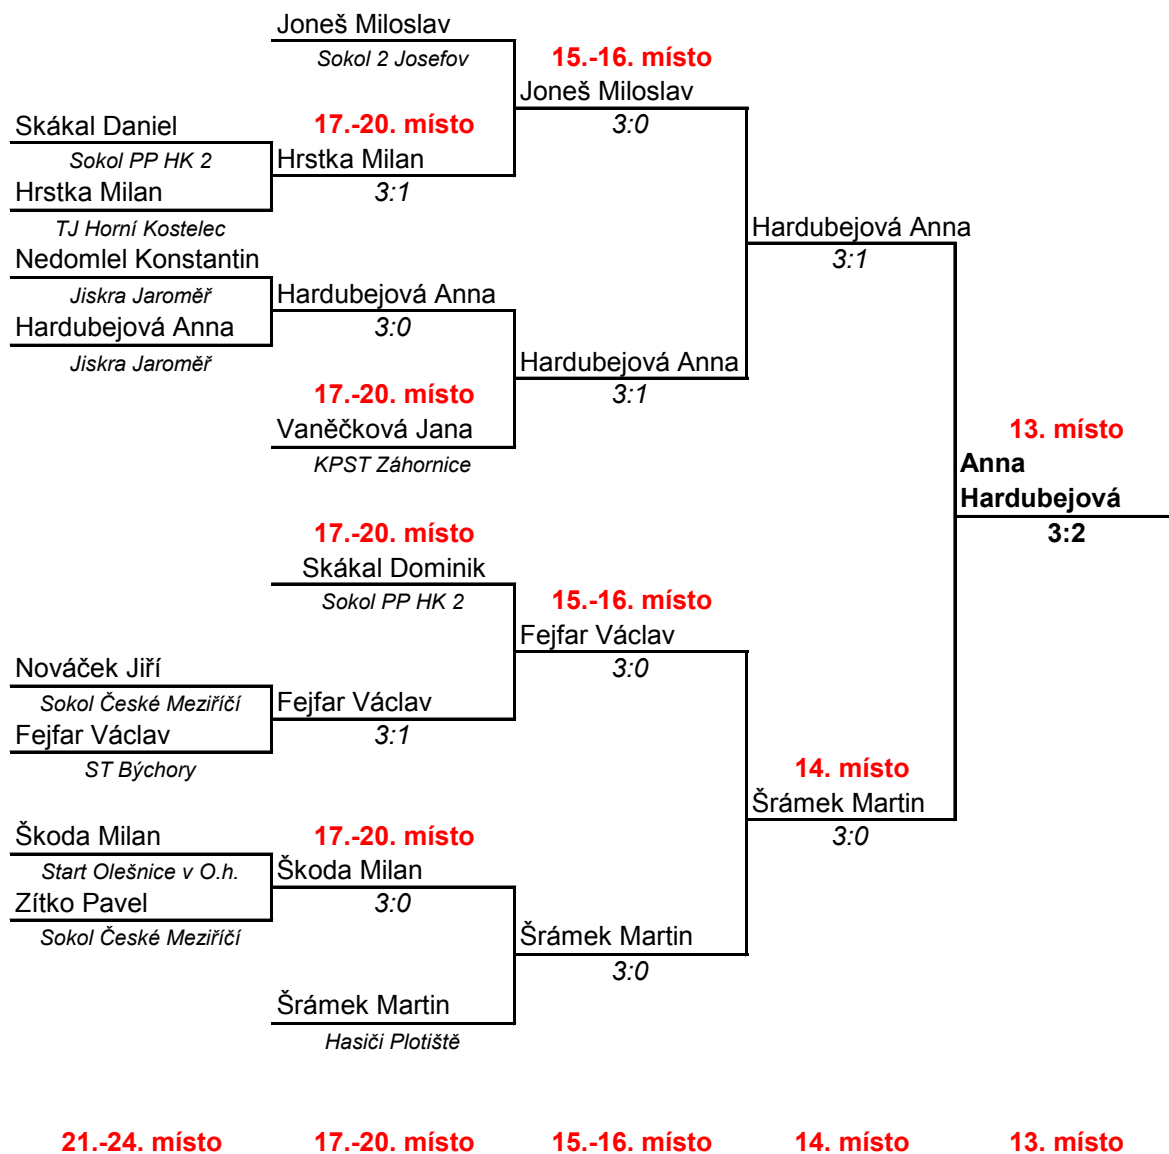 Joneš Miloslav
Sokol 2 Josefov
15.-16. místo
Joneš Miloslav
3:0
Skákal Daniel
17.-20. místo
Sokol PP HK 2
Hrstka Milan
Hrstka Milan
3:1
TJ Horní Kostelec
Hardubejová Anna
3:1
Nedomlel Konstantin
Jiskra Jaroměř
Hardubejová Anna
Hardubejová Anna
3:0
Jiskra Jaroměř
Hardubejová Anna
3:1
17.-20. místo
Vaněčková Jana
KPST Záhornice
13. místo
Anna
Hardubejová
3:2
17.-20. místo
Skákal Dominik
Sokol PP HK 2
15.-16. místo
Fejfar Václav
3:0
Nováček Jiří
Sokol České Meziříčí
Fejfar Václav
Fejfar Václav
3:1
ST Býchory
14. místo
Šrámek Martin
3:0
Škoda Milan
17.-20. místo
Start Olešnice v O.h.
Škoda Milan
Zítko Pavel
3:0
Sokol České Meziříčí
Šrámek Martin
3:0
Šrámek Martin
Hasiči Plotiště
21.-24. místo
17.-20. místo
15.-16. místo
14. místo
13. místo